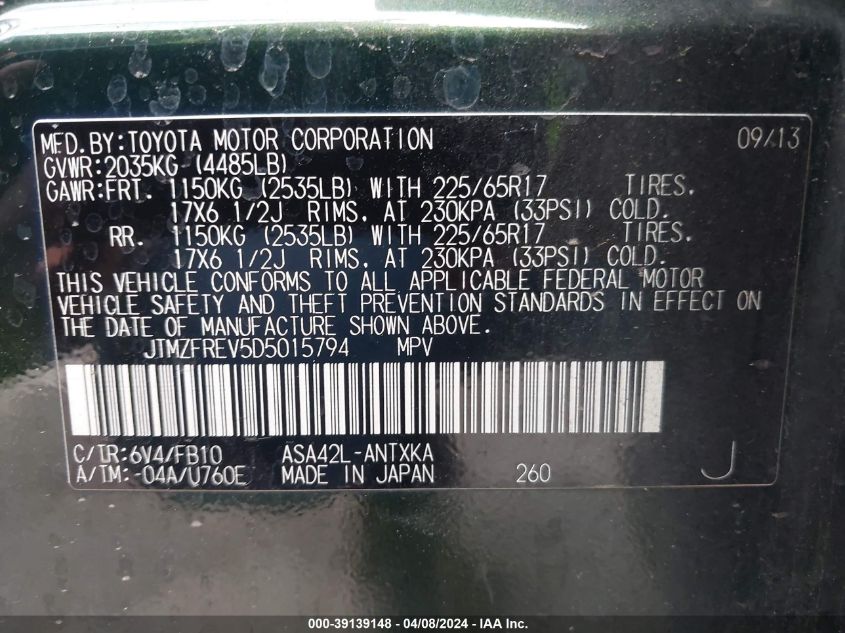 MFD.BY:TOYOTA MOTOR CORPORATION 09/13
GVWR:2035KG (4485LB)
GAWR:FRT. 1150KG (2535LB) WITH 225/65R17 TIRES.
17X6 1/2J RIMS. AT 230KPA (33PSI) COLD.
RR. 1150KG (2535LB) WITH 225/65R17 TIRES.
17X6 1/2J RIMS. AT 230KPA (33PSI) COLD.
THIS VEHICLE CONFORMS TO ALL APPLICABLE FEDERAL MOTOR
VEHICLE SAFETY AND THEFT PREVENTION STANDARDS IN EFFECT ON
THE DATE OF MANUFACTURE SHOWN ABOVE.
JTMZFREV5D5015794 MPV
C/TR:6V4/FB10 ASA42L-ANTXKA
A/TM:-04A/U760E MADE IN JAPAN 260 J
000-39139148 - 04/08/2024 - IAA Inc.